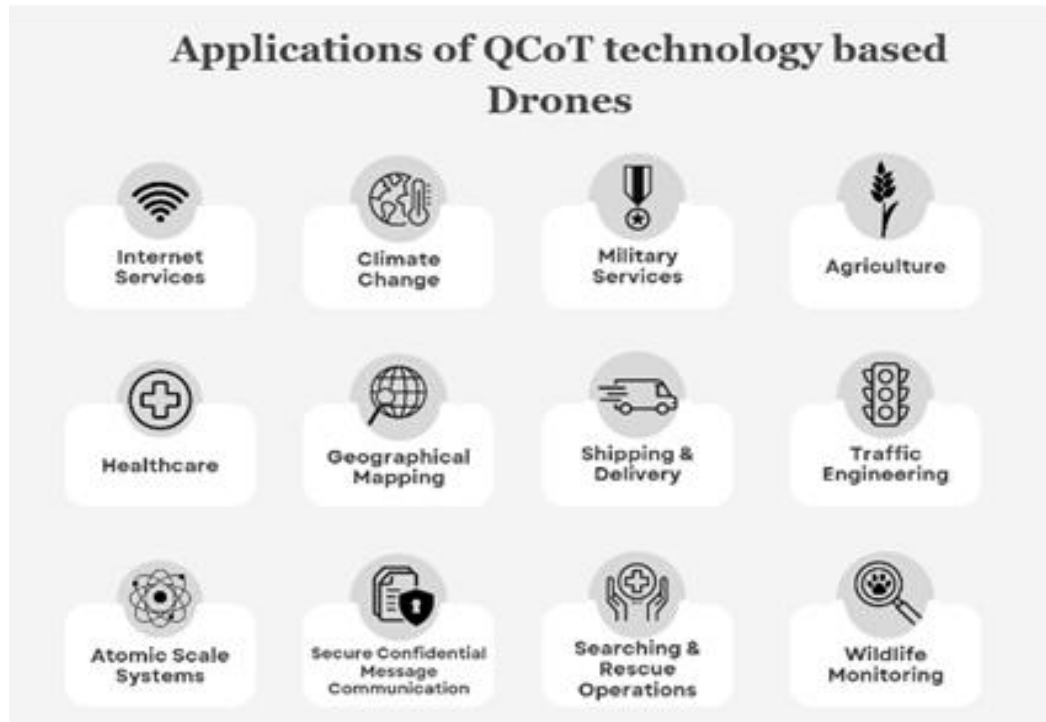 Applications of QCoT technology based
Drones
Internet
Services
Climate
Change
Military
Services
Agriculture
Healthcare
Geographical
Mapping
Shipping &
Delivery
Traffic
Engineering
Atomic Scale
Systems
Secure Confidential
Message
Communication
Searching &
Rescue
Operations
Wildlife
Monitoring